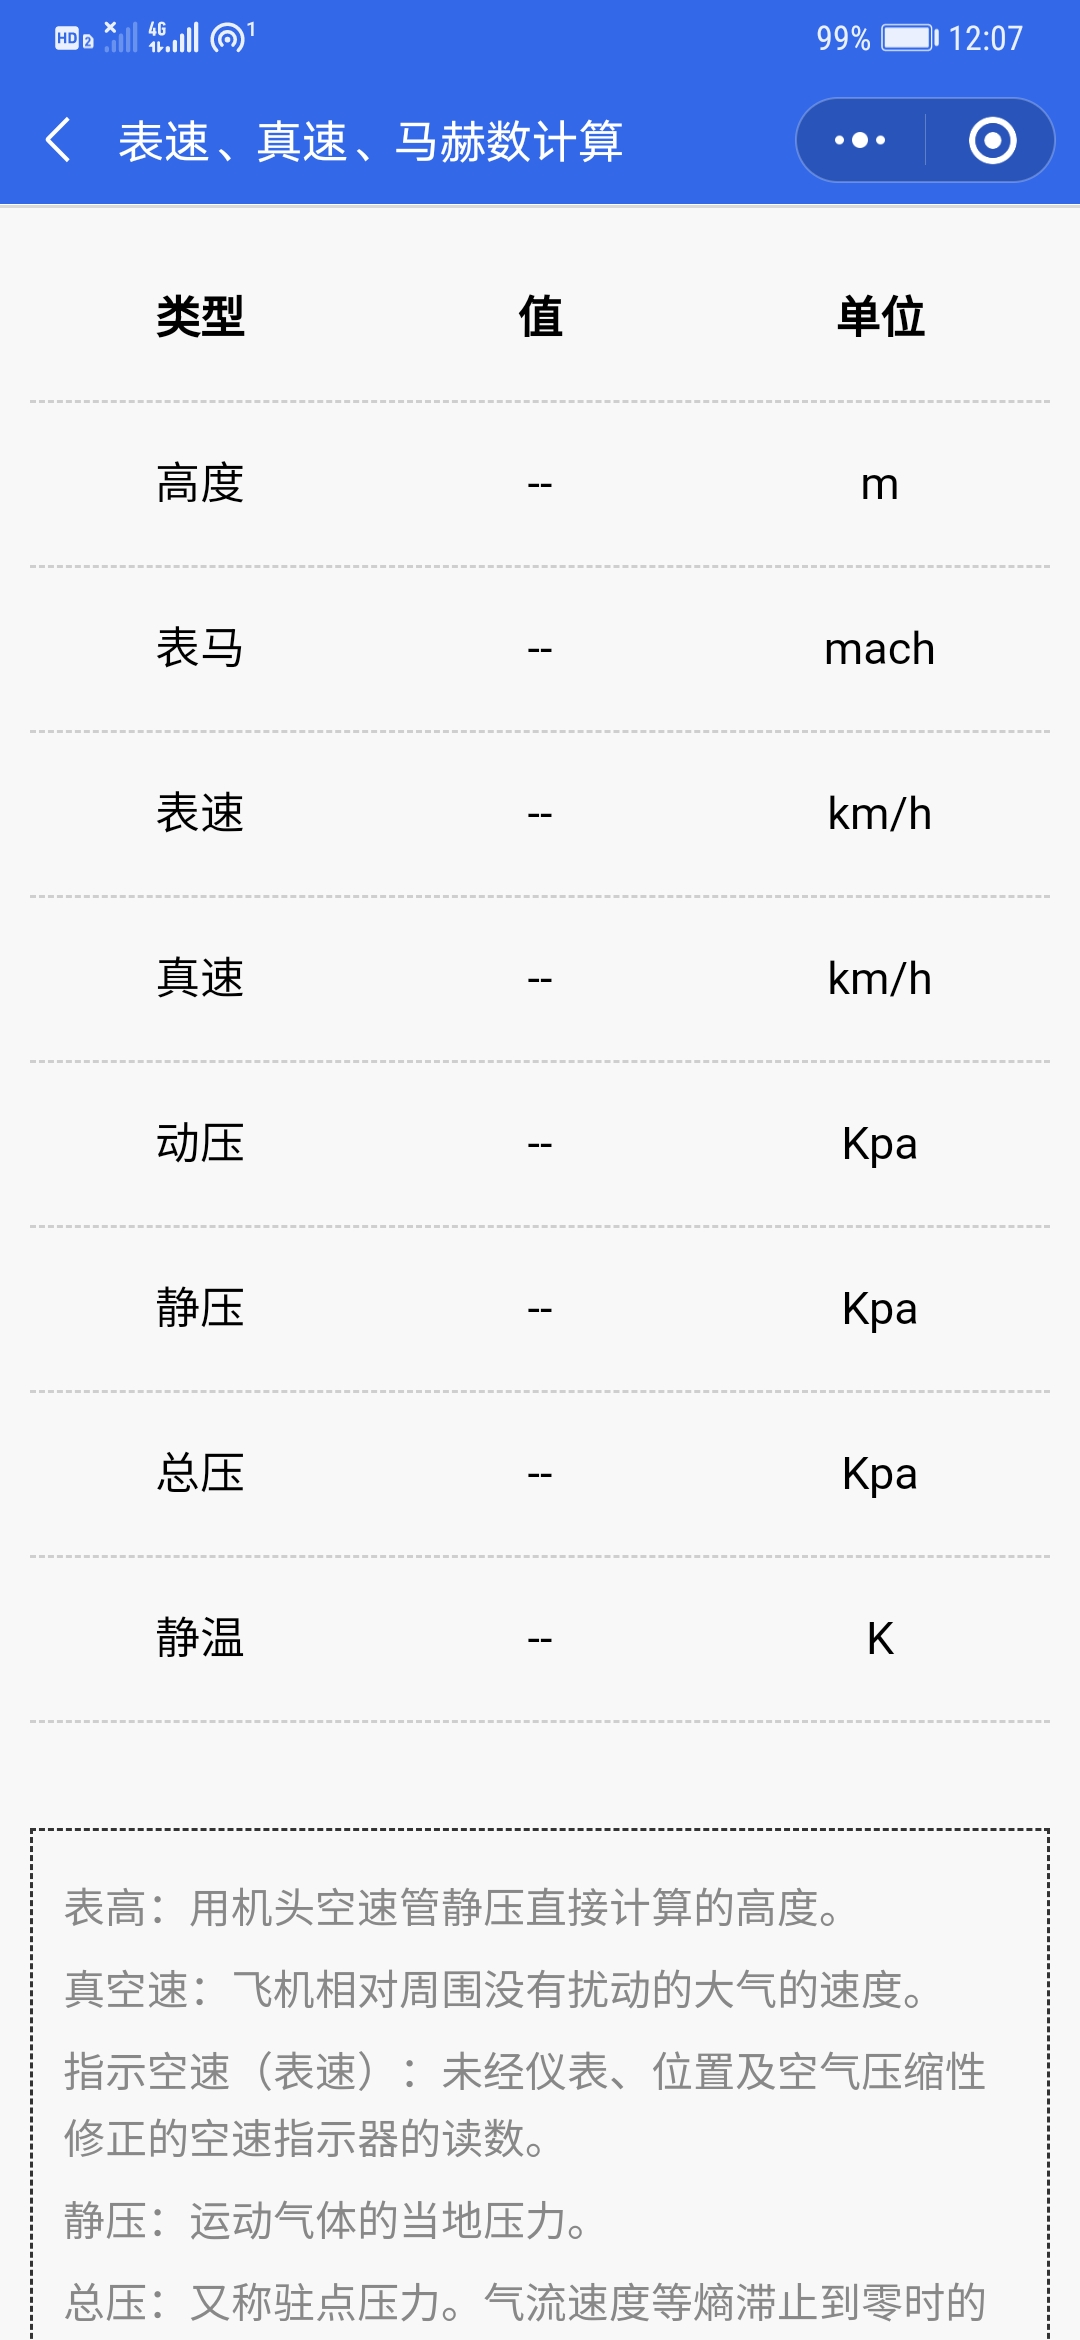 HD 2 4G 1 99% 12:07
表速、真速、马赫数计算
类型 值 单位
高度 -- m
表马 -- mach
表速 -- km/h
真速 -- km/h
动压 -- Kpa
静压 -- Kpa
总压 -- Kpa
静温 -- K
表高：用机头空速管静压直接计算的高度。
真空速：飞机相对周围没有扰动的大气的速度。
指示空速（表速）：未经仪表、位置及空气压缩性
修正的空速指示器的读数。
静压：运动气体的当地压力。
总压：又称驻点压力。气流速度等熵滞止到零时的